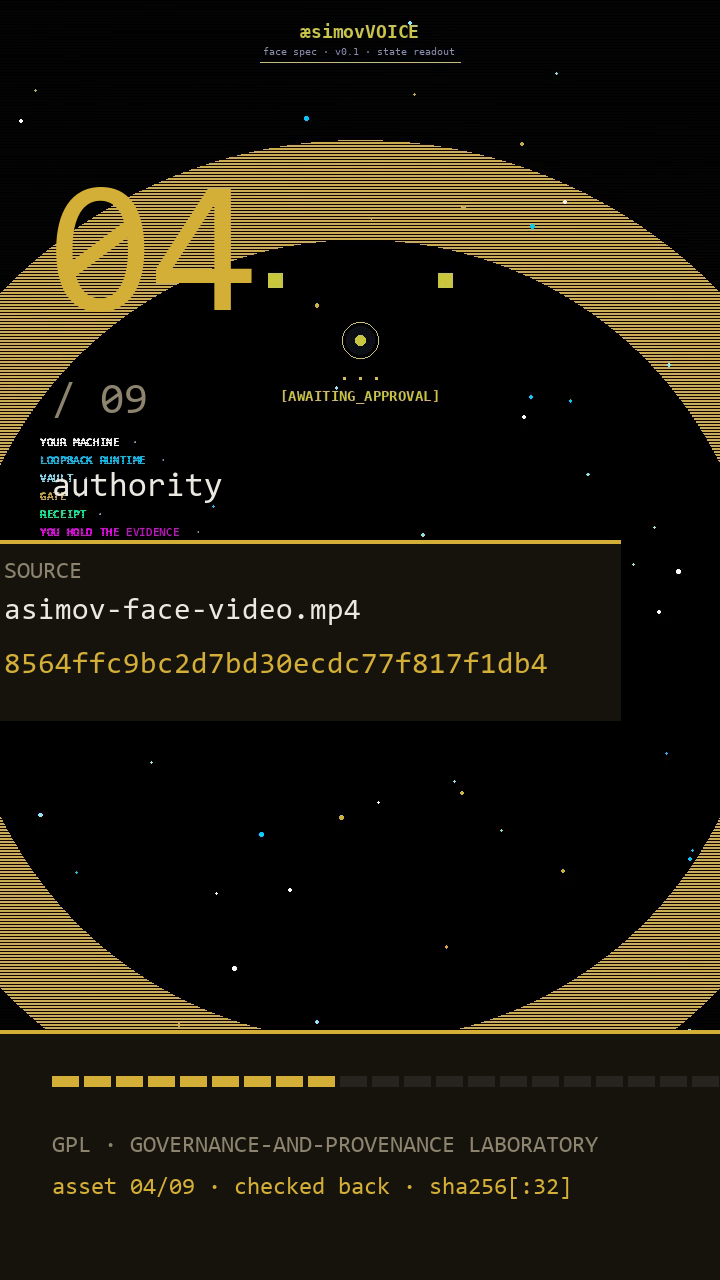 æsimovVOICE
face spec · v0.1 · state readout
04
/ 09
[AWAITING_APPROVAL]
YOUR MACHINE ·
LOOPBACK RUNTIME ·
VAULT
authority
GATE
RECEIPT ·
YOU HOLD THE EVIDENCE ·
SOURCE
asimov-face-video.mp4
8564ffc9bc2d7bd30ecdc77f817f1db4
GPL · GOVERNANCE-AND-PROVENANCE LABORATORY
asset 04/09 · checked back · sha256[:32]